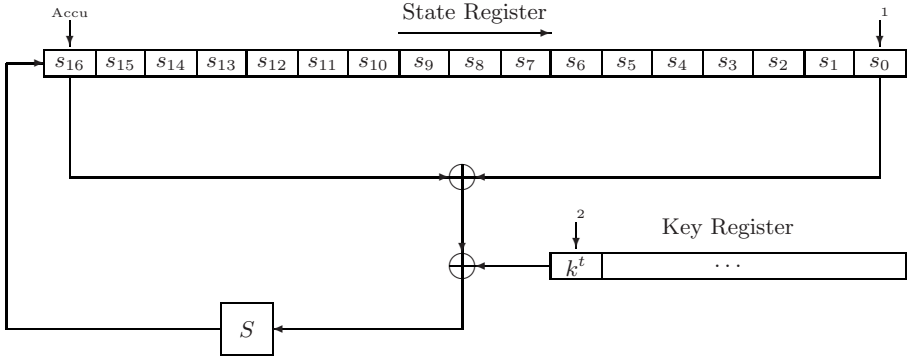 State Register
Accu
1
s16 s15 s14 s13 s12 s11 s10 s9 s8 s7 s6 s5 s4 s3 s2 s1 s0
2
Key Register
k^t ...
S